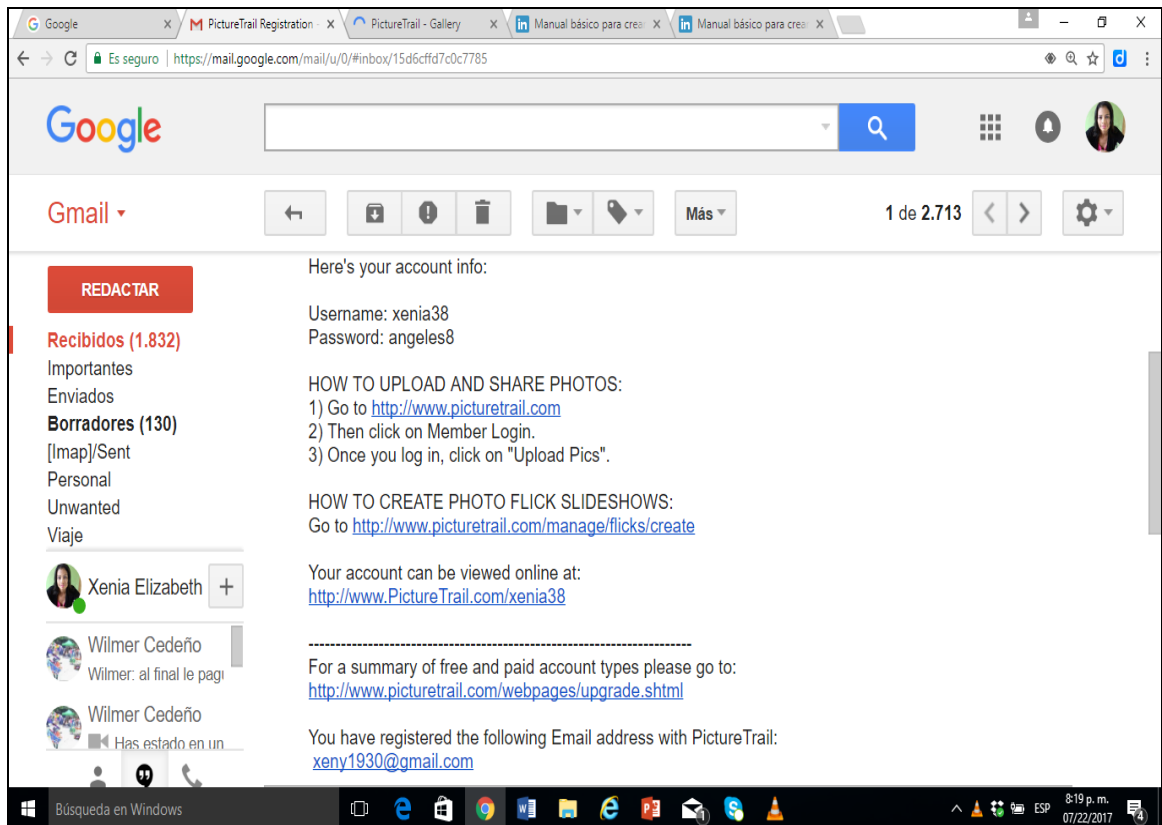 Google
PictureTrail Registration -
PictureTrail - Gallery
Manual básico para crea
Manual básico para crea
Es seguro
https://mail.google.com/mail/u/0/#inbox/15d6cffd7c0c7785
Google
Gmail
Más
1 de 2.713
REDACTAR
Recibidos (1.832)
Importantes
Enviados
Borradores (130)
[Imap]/Sent
Personal
Unwanted
Viaje
Xenia Elizabeth
Wilmer Cedeño
Wilmer: al final le pagu
Wilmer Cedeño
Has estado en un
Here's your account info:
Username: xenia38
Password: angeles8
HOW TO UPLOAD AND SHARE PHOTOS:
1) Go to http://www.picturetrail.com
2) Then click on Member Login.
3) Once you log in, click on "Upload Pics".
HOW TO CREATE PHOTO FLICK SLIDESHOWS:
Go to http://www.picturetrail.com/manage/flicks/create
Your account can be viewed online at:
http://www.PictureTrail.com/xenia38
----------------------------------------------------------------------
For a summary of free and paid account types please go to:
http://www.picturetrail.com/webpages/upgrade.shtml
You have registered the following Email address with PictureTrail:
xeny1930@gmail.com
Búsqueda en Windows
ESP
8:19 p. m.
07/22/2017